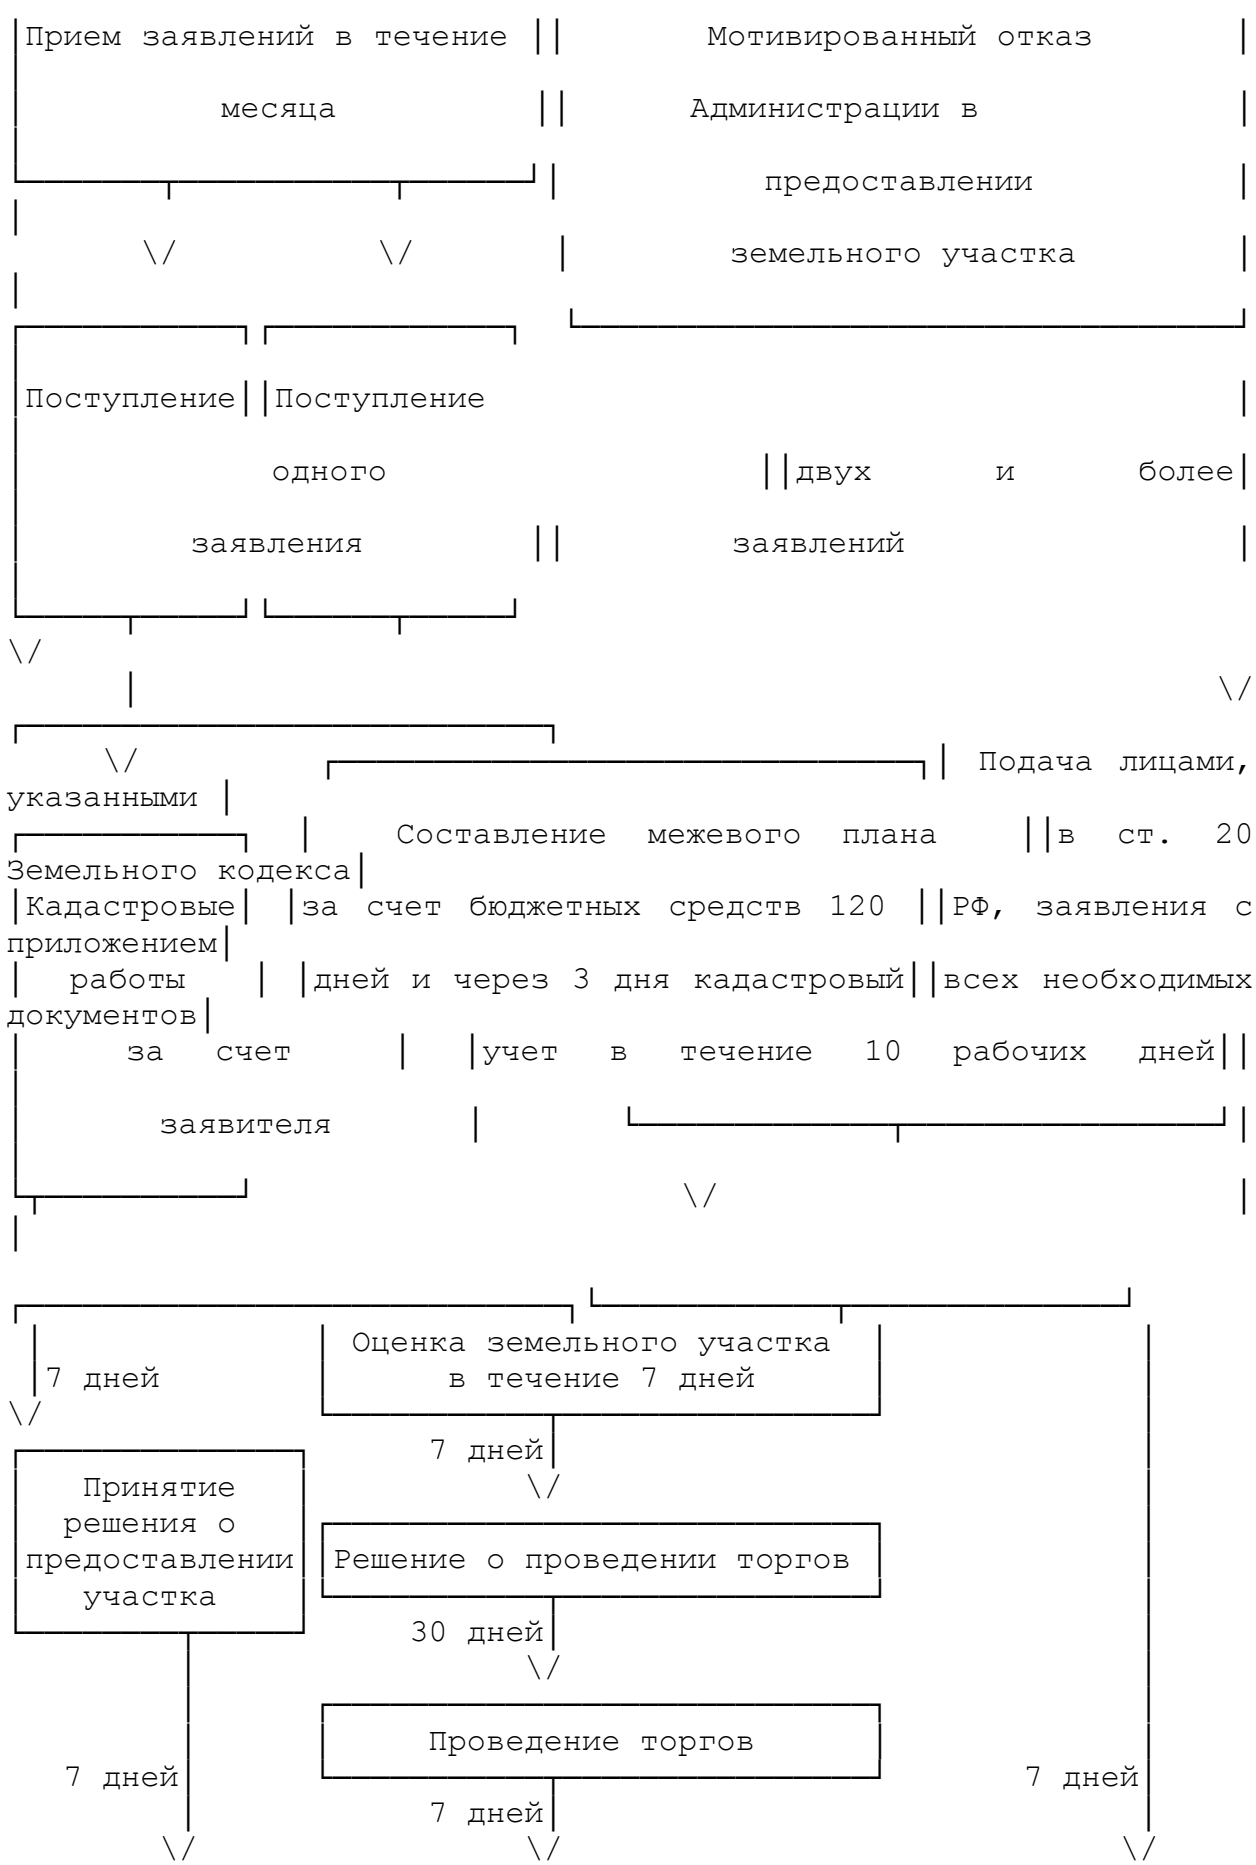 Прием заявлений в течение || Мотивированный отказ
месяца || Администрации в
предоставлении
\/ \/ земельного участка
Поступление||Поступление
одного ||двух и более
заявления || заявлений
\/
\/
\/ Подача лицами,
указанными
Составление межевого плана ||в ст. 20
Земельного кодекса
|Кадастровые| |за счет бюджетных средств 120 ||РФ, заявления с
приложением
| работы | |дней и через 3 дня кадастровый||всех необходимых
документов
за счет | |учет в течение 10 рабочих дней||
заявителя
\/
Оценка земельного участка
7 дней в течение 7 дней
\/
7 дней
Принятие \/
решения о
предоставлении Решение о проведении торгов
участка
30 дней
\/
Проведение торгов
7 дней 7 дней
7 дней
\/ \/ \/